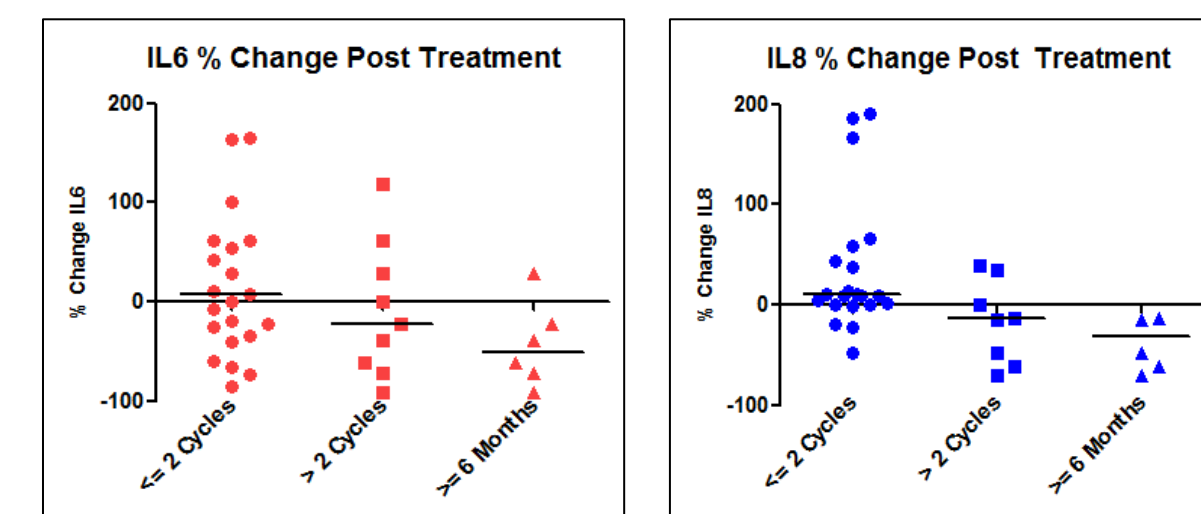 IL6 % Change Post Treatment
% Change IL6
200
100
0
-100
<= 2 Cycles
> 2 Cycles
>= 6 Months
IL8 % Change Post Treatment
% Change IL8
200
100
0
-100
<= 2 Cycles
> 2 Cycles
>= 6 Months